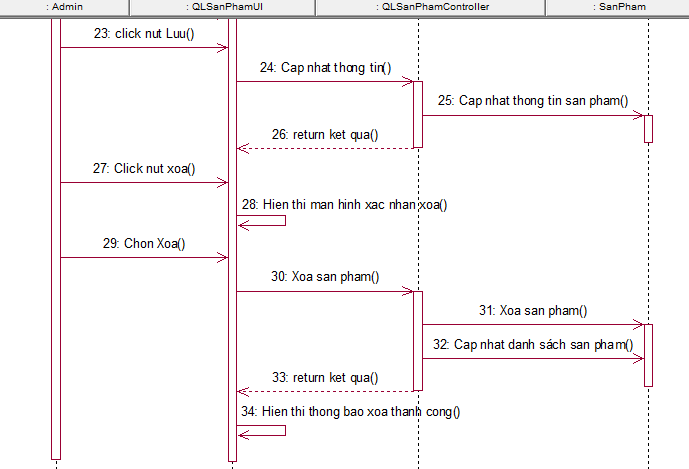 : Admin
: QLSanPhamUI
: QLSanPhamController
: SanPham
23: click nut Luu()
24: Cap nhat thong tin()
25: Cap nhat thong tin san pham()
26: return ket qua()
27: Click nut xoa()
28: Hien thi man hinh xac nhan xoa()
29: Chon Xoa()
30: Xoa san pham()
31: Xoa san pham()
32: Cap nhat danh sách san pham()
33: return ket qua()
34: Hien thi thong bao xoa thanh cong()